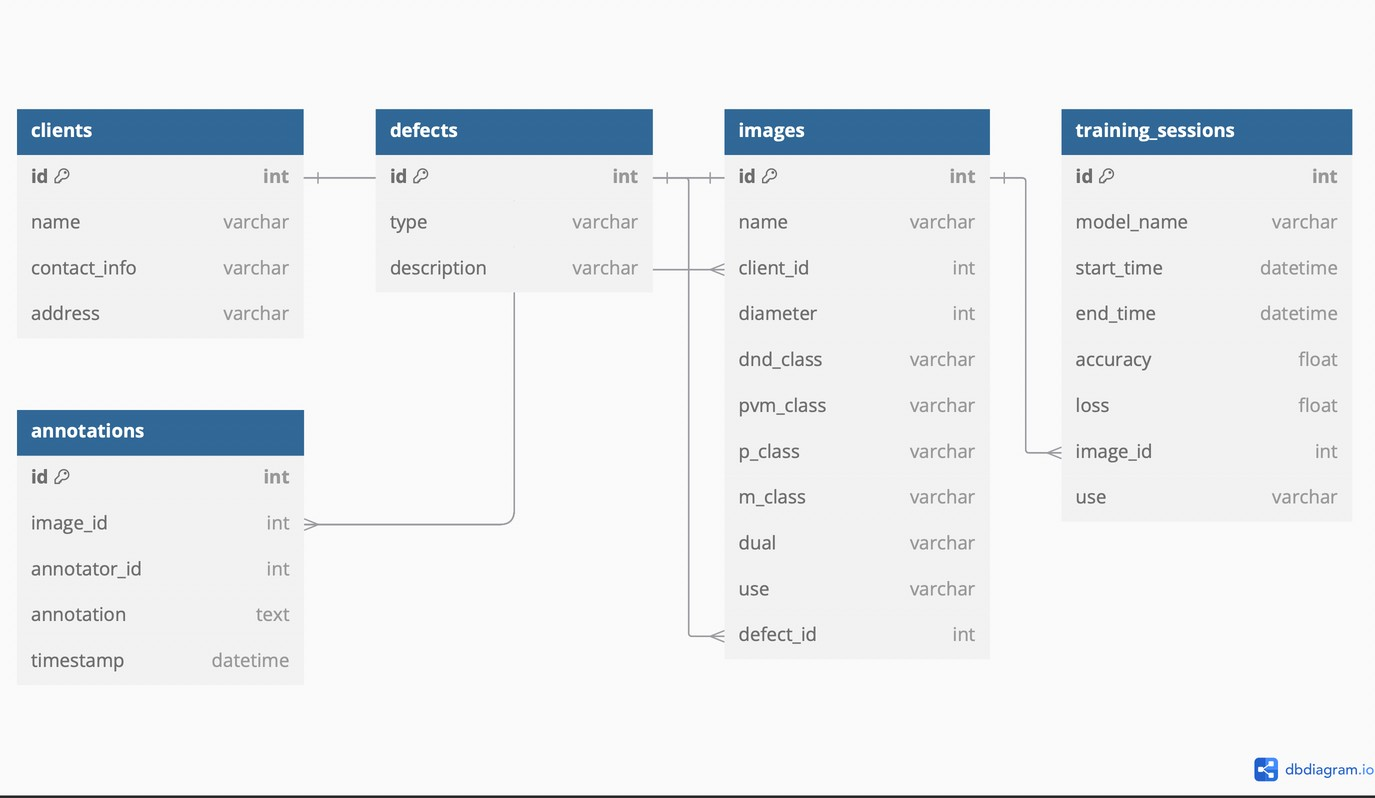 clients
id int
name varchar
contact_info varchar
address varchar
defects
id int
type varchar
description varchar
images
id int
name varchar
client_id int
diameter int
dnd_class varchar
pvm_class varchar
p_class varchar
m_class varchar
dual varchar
use varchar
defect_id int
training_sessions
id int
model_name varchar
start_time datetime
end_time datetime
accuracy float
loss float
image_id int
use varchar
annotations
id int
image_id int
annotator_id int
annotation text
timestamp datetime
dbdiagram.io